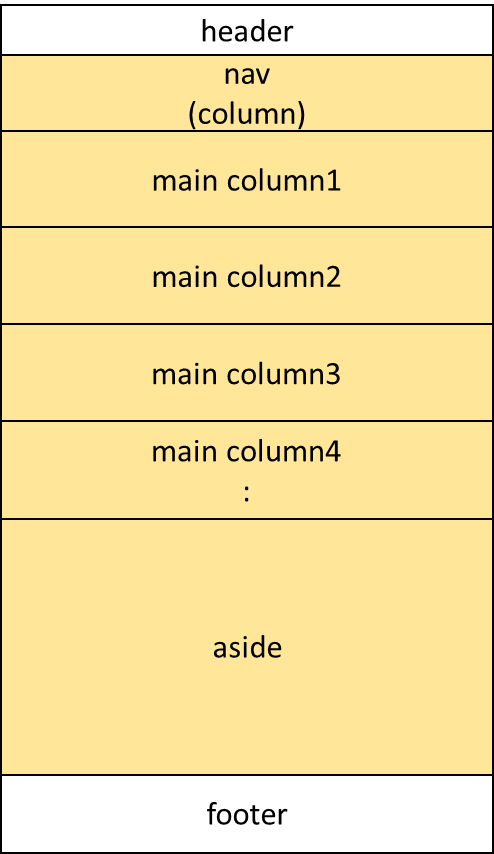 header
nav
(column)
main column1
main column2
main column3
main column4
:
aside
footer